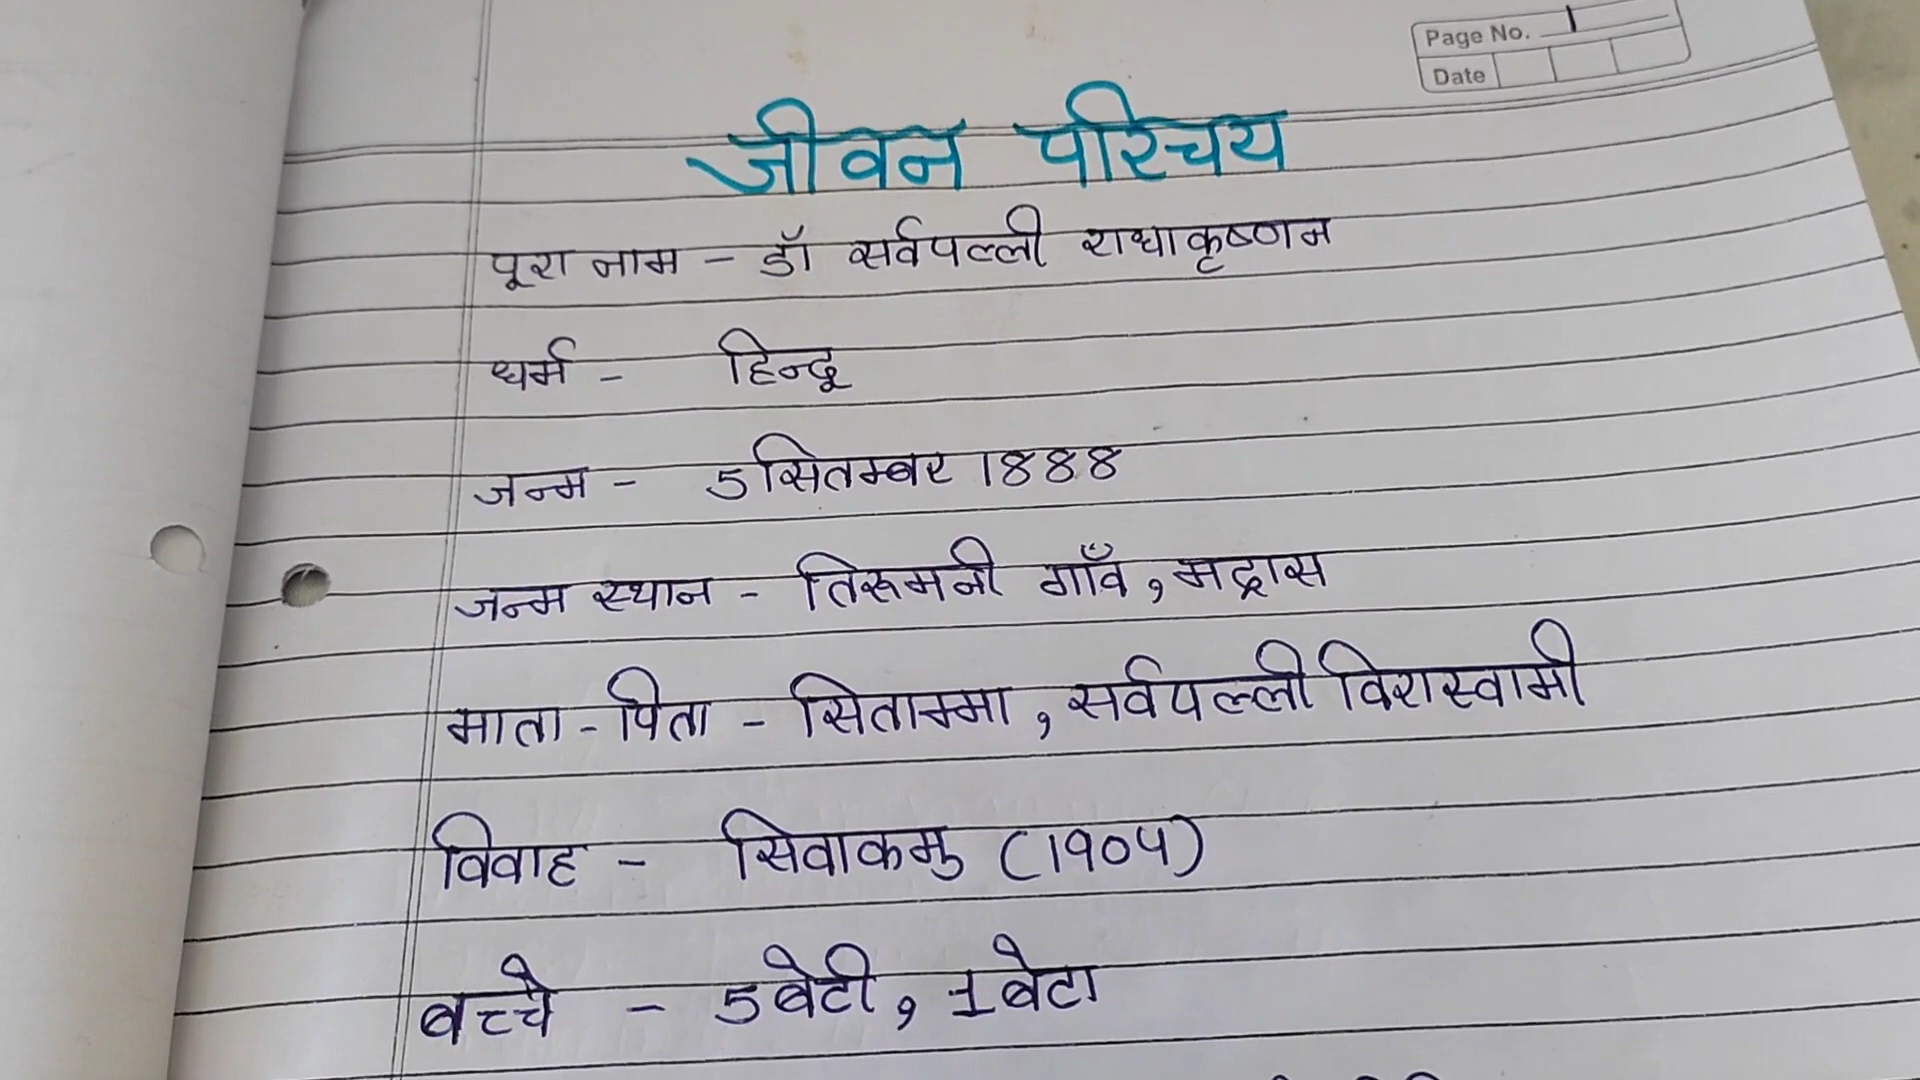 Page No. 1
Date
जीवन परिचय
पूरा नाम - डॉ सर्वपल्ली राधाकृष्णन
धर्म - हिन्दू
जन्म - 5 सितम्बर 1888
जन्म स्थान - तिरूमनी गाँव, मद्रास
माता - पिता - सिताम्मा, सर्वपल्ली विरास्वामी
विवाह - सिवाकमु (1904)
बच्चे - 5 बेटी, 1 बेटा